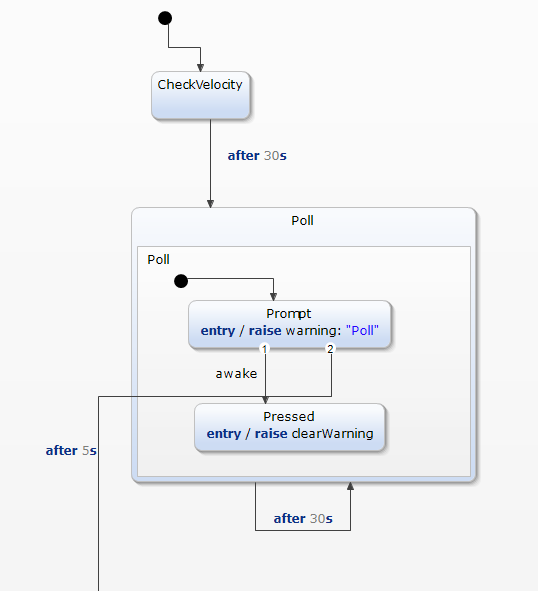 CheckVelocity
after 30s
Poll
Poll
Prompt
entry / raise warning: "Poll"
1
2
awake
Pressed
entry / raise clearWarning
after 5s
after 30s